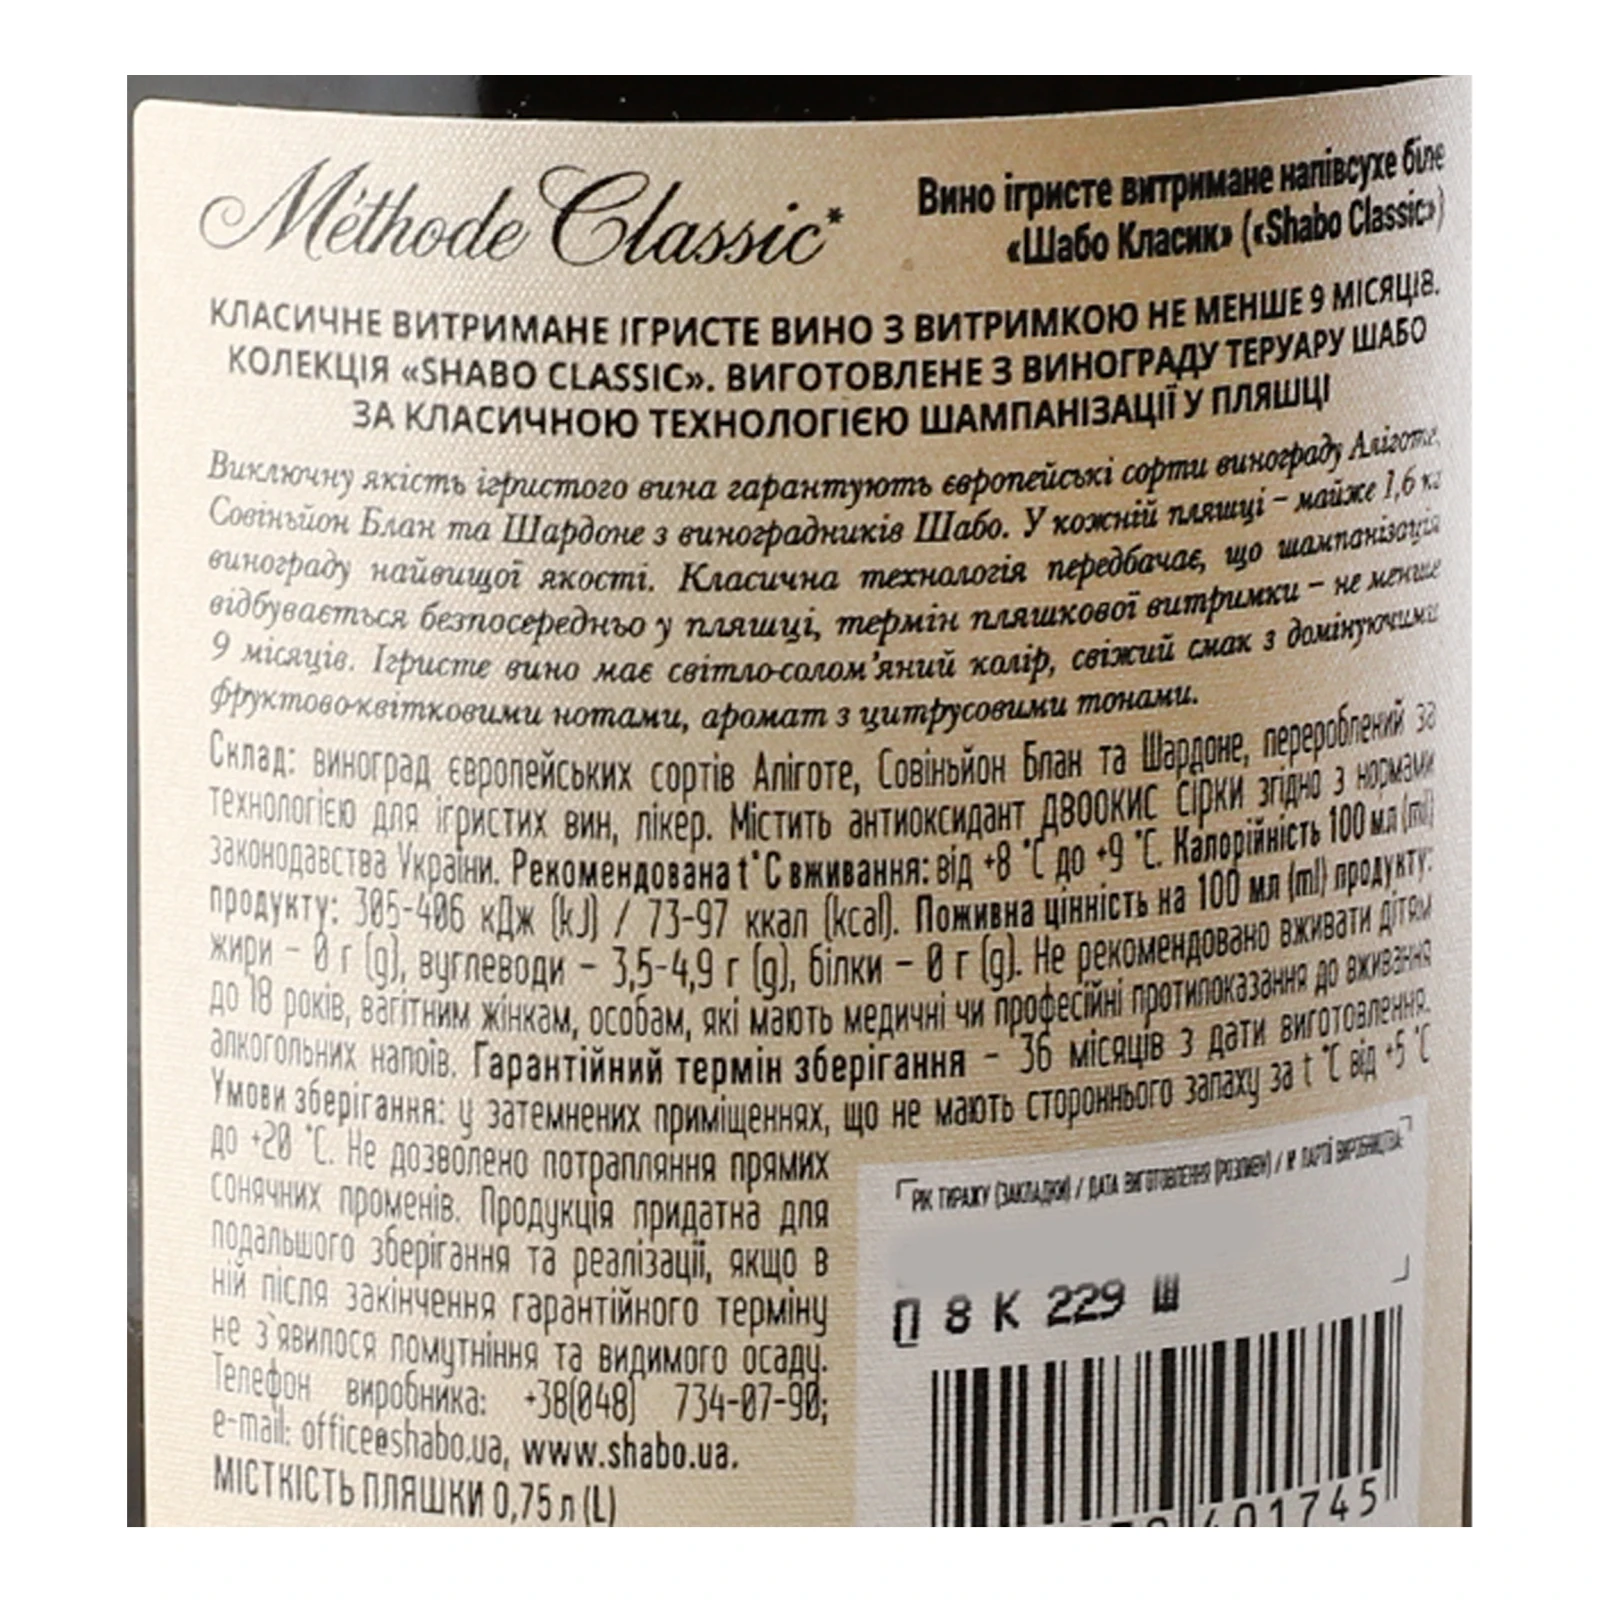 Méthode Classic*
Вино ігристе витримане напівсухе біле
«Шабо Класик» («Shabo Classic»)
КЛАСИЧНЕ ВИТРИМАНЕ ІГРИСТЕ ВИНО З ВИТРИМКОЮ НЕ МЕНШЕ 9 МІСЯЦІВ.
КОЛЕКЦІЯ «SHABO CLASSIC». ВИГОТОВЛЕНЕ З ВИНОГРАДУ ТЕРУАРУ ШАБО
ЗА КЛАСИЧНОЮ ТЕХНОЛОГІЄЮ ШАМПАНІЗАЦІЇ У ПЛЯШЦІ
Виключну якість ігристого вина гарантують європейські сорти винограду Аліготе,
Совіньйон Блан та Шардоне з виноградників Шабо. У кожній пляшці – майже 1,6 кг
винограду найвищої якості. Класична технологія передбачає, що шампанізація
відбувається безпосередньо у пляшці, термін пляшкової витримки – не менше
9 місяців. Ігристе вино має світло-солом’яний колір, свіжий смак з домінуючими
фруктово-квітковими нотами, аромат з цитрусовими тонами.
Склад: виноград європейських сортів Аліготе, Совіньйон Блан та Шардоне, перероблений за
технологією для ігристих вин, лікер. Містить антиоксидант ДВООКИС СІРКИ згідно з нормами
законодавства України. Рекомендована t°C вживання: від +8 °C до +9 °C. Калорійність 100 мл (ml)
продукту: 305-406 кДж (kJ) / 73-97 ккал (kcal). Поживна цінність на 100 мл (ml) продукту:
жири – 0 г (g), вуглеводи – 3,5-4,9 г (g), білки – 0 г (g). Не рекомендовано вживати дітям
до 18 років, вагітним жінкам, особам, які мають медичні чи професійні протипоказання до вживання
алкогольних напоїв. Гарантійний термін зберігання – 36 місяців з дати виготовлення.
Умови зберігання: у затемнених приміщеннях, що не мають стороннього запаху за t °C від +5 °C
до +20 °C. Не дозволено потрапляння прямих
сонячних променів. Продукція придатна для
подальшого зберігання та реалізації, якщо в
ній після закінчення гарантійного терміну
не з`явилося помутніння та видимого осаду.
Телефон виробника: +38(048) 734-07-90;
e-mail: office@shabo.ua, www.shabo.ua.
МІСТКІСТЬ ПЛЯШКИ 0,75 л (L)
РІК ТИРАЖУ (ЗАКЛАДКИ) / ДАТА ВИГОТОВЛЕННЯ (РОЗЛИВУ) / № ПАРТІЇ ВИРОБНИЦТВА:
П 8 К 229 Ш
401745